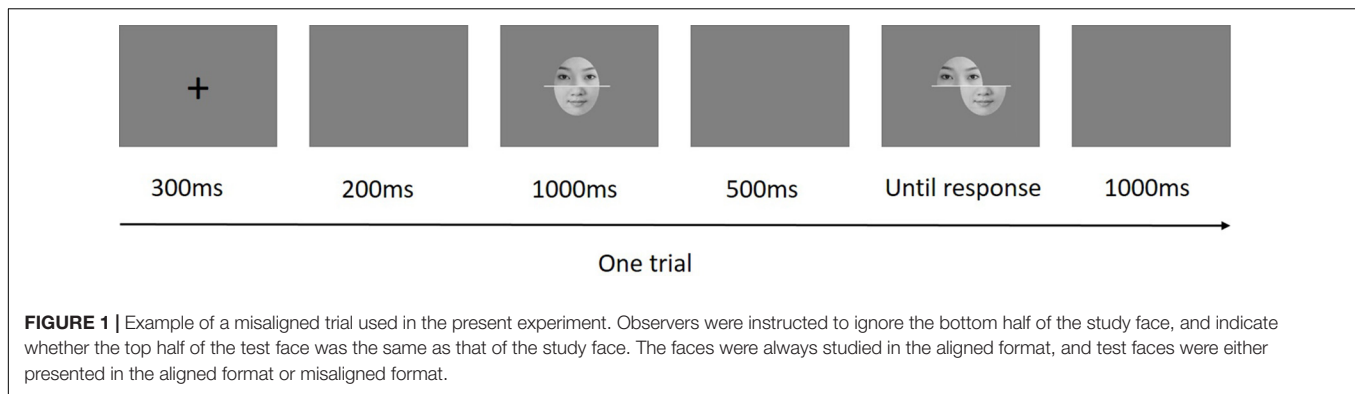 +
300ms 200ms 1000ms 500ms Until response 1000ms
One trial
FIGURE 1 | Example of a misaligned trial used in the present experiment. Observers were instructed to ignore the bottom half of the study face, and indicate
whether the top half of the test face was the same as that of the study face. The faces were always studied in the aligned format, and test faces were either
presented in the aligned format or misaligned format.